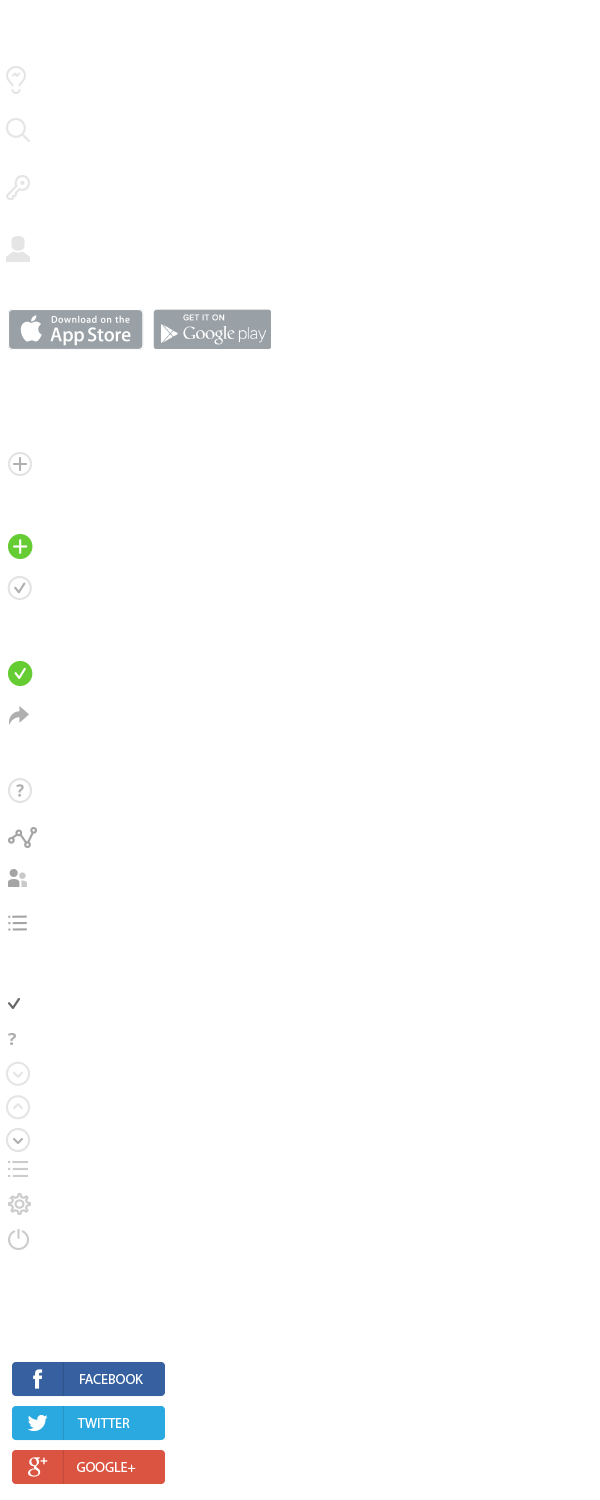 Download on the
App Store
GET IT ON
Google play
?
?
FACEBOOK
TWITTER
GOOGLE+